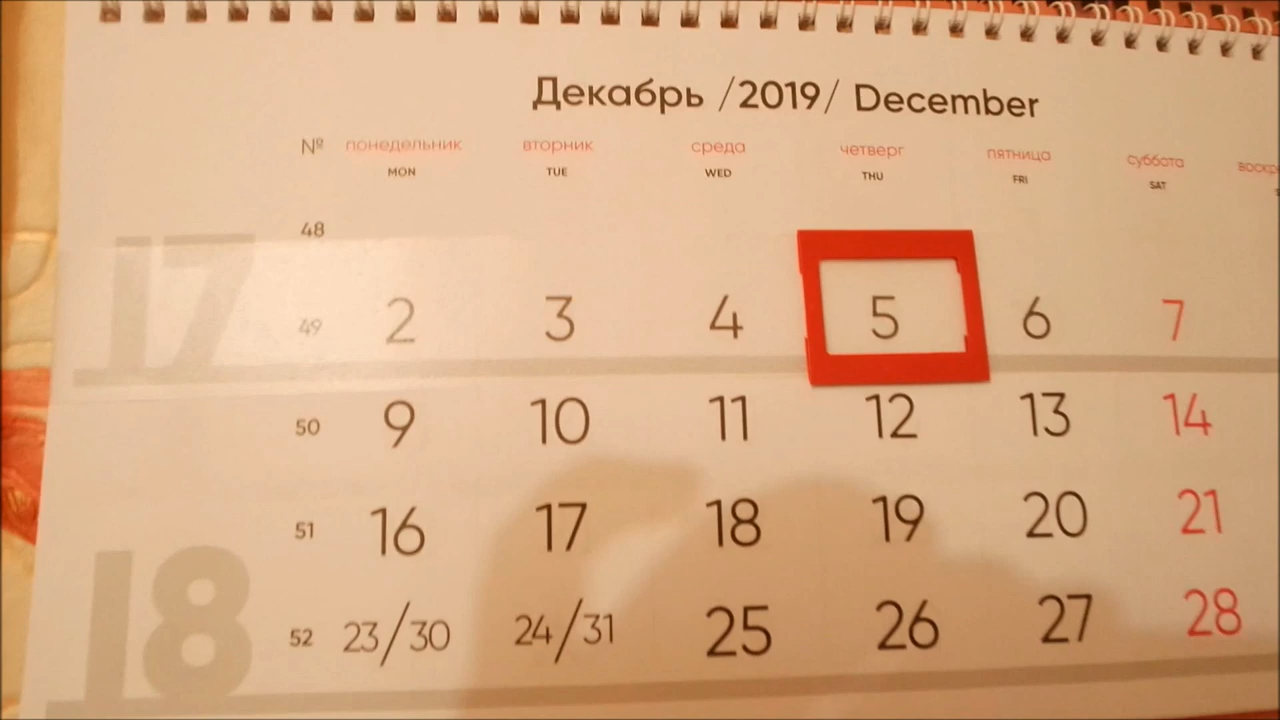 Декабрь /2019/ December
№ понедельник вторник среда четверг пятница суббота
MON TUE WED THU FRI SAT
48
17
49 2 3 4 5 6 7
50 9 10 11 12 13 14
51 16 17 18 19 20 21
18
52 23/30 24/31 25 26 27 28